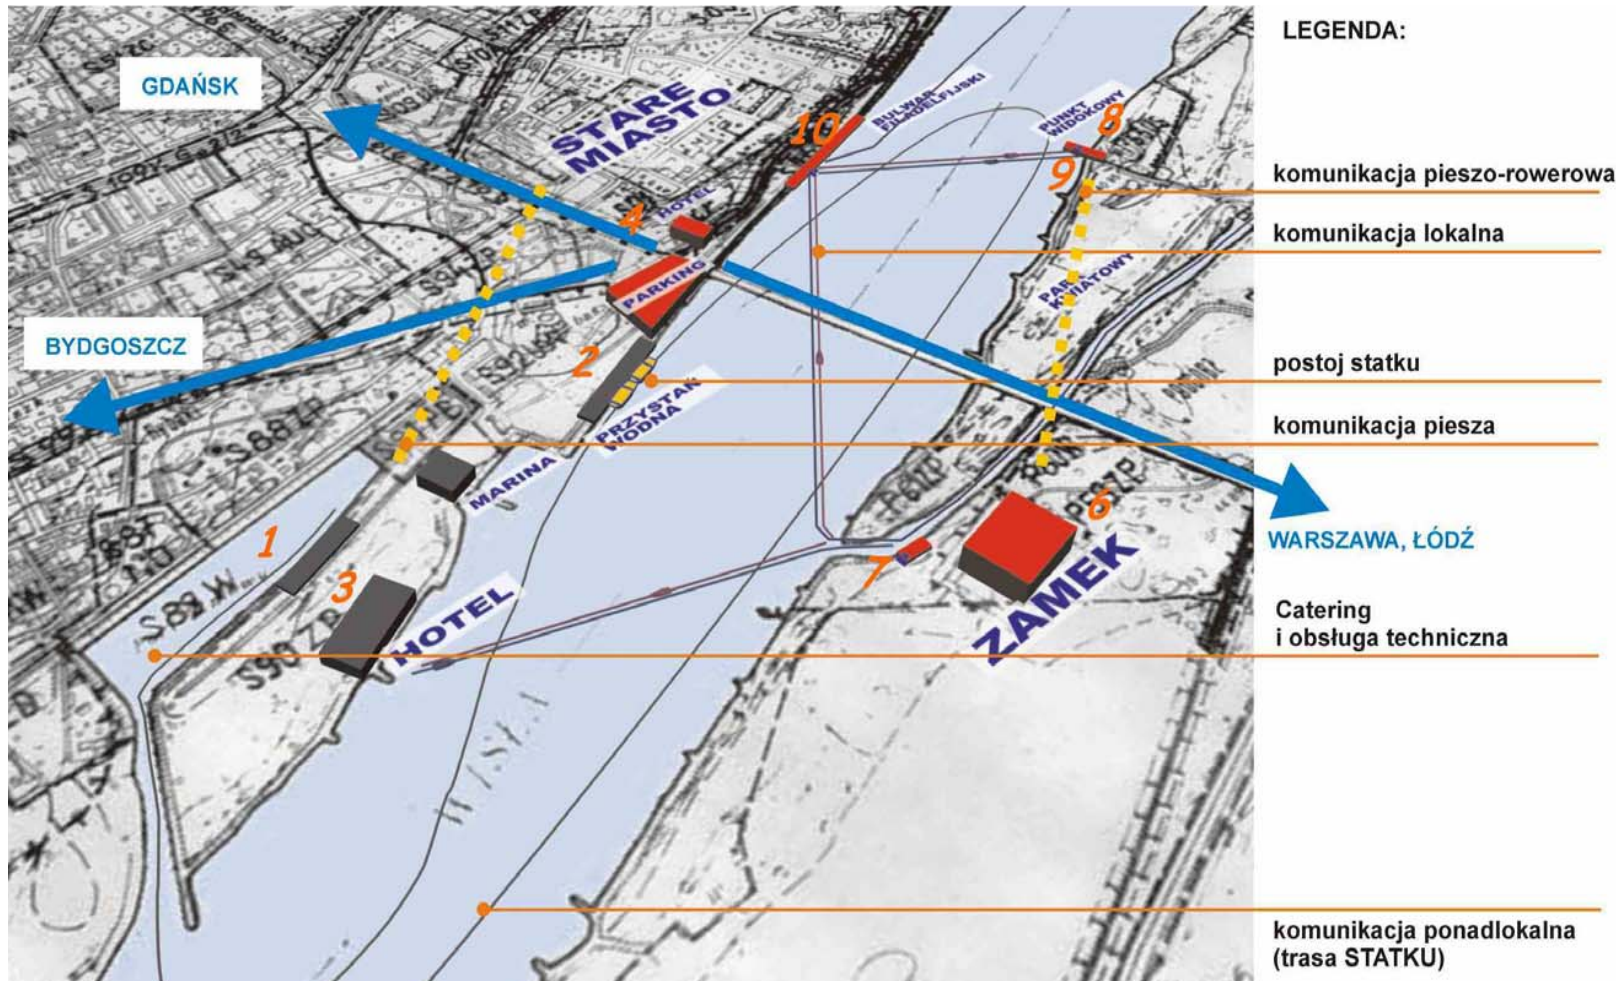 LEGENDA:
GDAŃSK
STARE
MIASTO
10
BULWAR
FILADELFIJSKI
PUNKT
WIDOKOWY
8
9
komunikacja pieszo-rowerowa
4
HOTEL
komunikacja lokalna
PARKING
BYDGOSZCZ
2
postoj statku
PRZYSTAŃ
WODNA
komunikacja piesza
MARINA
6
1
WARSZAWA, ŁÓDŹ
7
ZAMEK
3
HOTEL
S90
Catering
i obsługa techniczna
WISŁA
komunikacja ponadlokalna
(trasa STATKU)